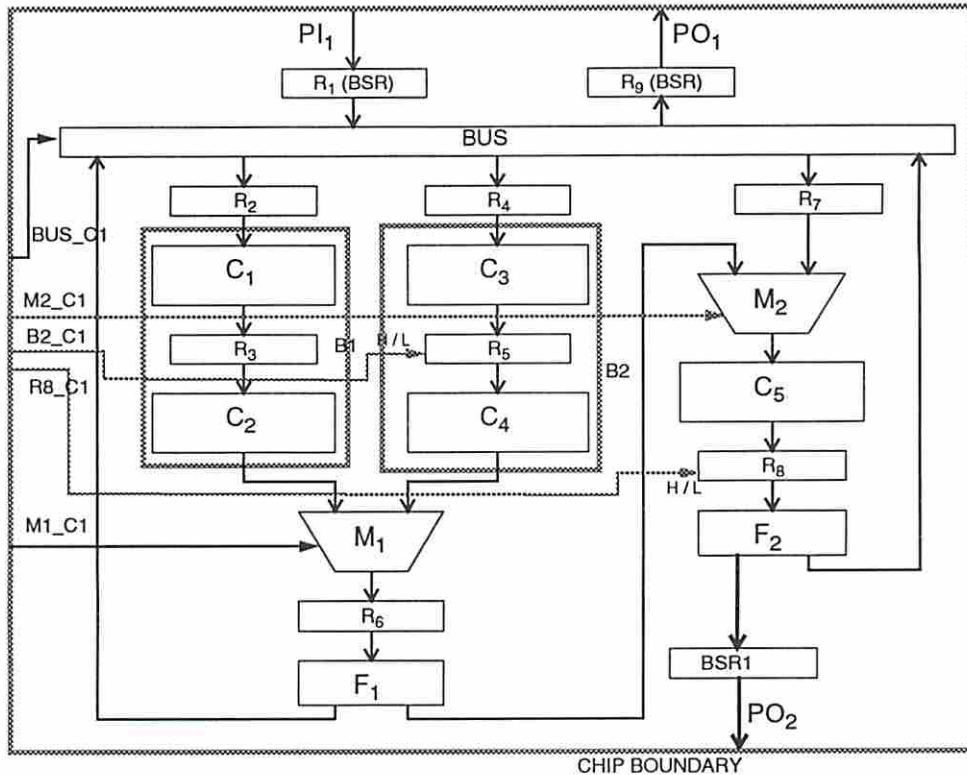 PI1 PO1
R1 (BSR) R9 (BSR)
BUS
R2 R4 R7
BUS_C1
C1 C3
M2_C1 M2
B2_C1 R3 B1 H / L R5
R8_C1 B2
C2 C4 C5
R8
H / L
M1_C1 M1 F2
R6
F1 BSR1
PO2
CHIP BOUNDARY